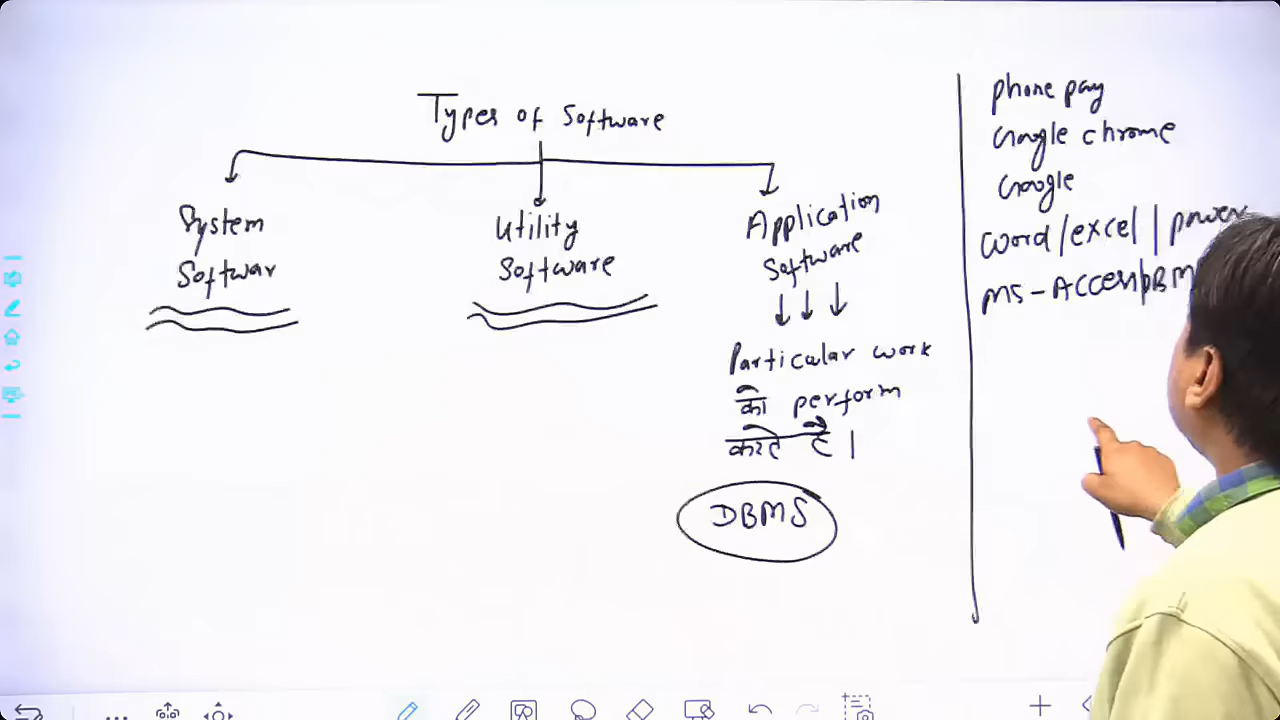 Types of Software
System
Softwar
Utility
Software
Application
Software
Particular work
को perform
करते है |
DBMS
phone pay
Google chrome
Google
word/excel | power
MS-Access/DBM